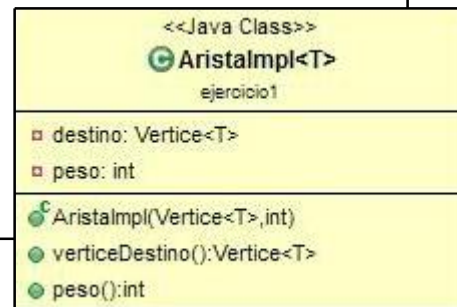 <<Java Class>>
AristaImpl<T>
ejercicio1
destino: Vertice<T>
peso: int
AristaImpl(Vertice<T>,int)
verticeDestino():Vertice<T>
peso():int